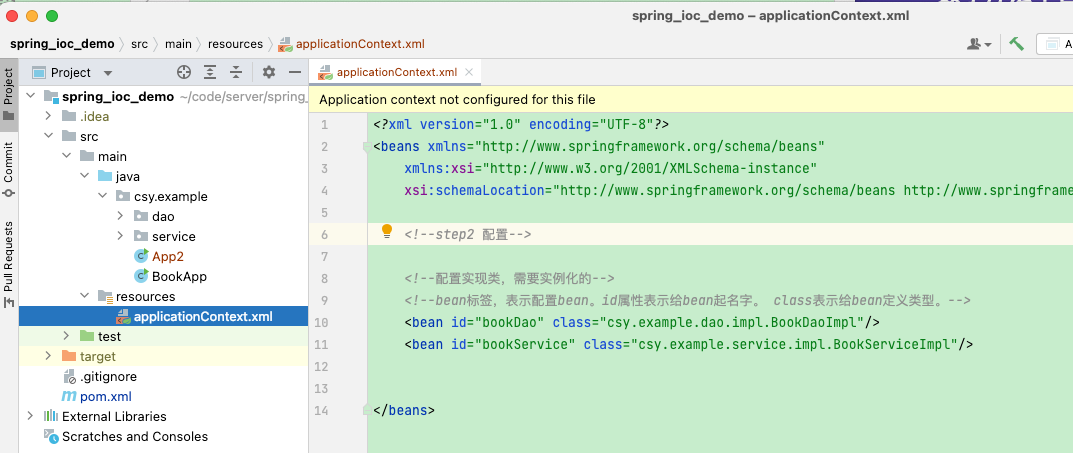 spring_ioc_demo – applicationContext.xml
spring_ioc_demo src main resources applicationContext.xml
A
Project
applicationContext.xml
Project
Commit
Pull Requests
spring_ioc_demo ~/code/server/spring_
.idea
src
main
java
csy.example
dao
service
App2
BookApp
resources
applicationContext.xml
test
target
.gitignore
pom.xml
External Libraries
Scratches and Consoles
Application context not configured for this file
1 <?xml version="1.0" encoding="UTF-8"?>
2 <beans xmlns="http://www.springframework.org/schema/beans"
3 xmlns:xsi="http://www.w3.org/2001/XMLSchema-instance"
4 xsi:schemaLocation="http://www.springframework.org/schema/beans http://www.springframe
5
6 <!--step2 配置-->
7
8 <!--配置实现类，需要实例化的-->
9 <!--bean标签，表示配置bean。id属性表示给bean起名字。 class表示给bean定义类型。-->
10 <bean id="bookDao" class="csy.example.dao.impl.BookDaoImpl"/>
11 <bean id="bookService" class="csy.example.service.impl.BookServiceImpl"/>
12
13
14 </beans>